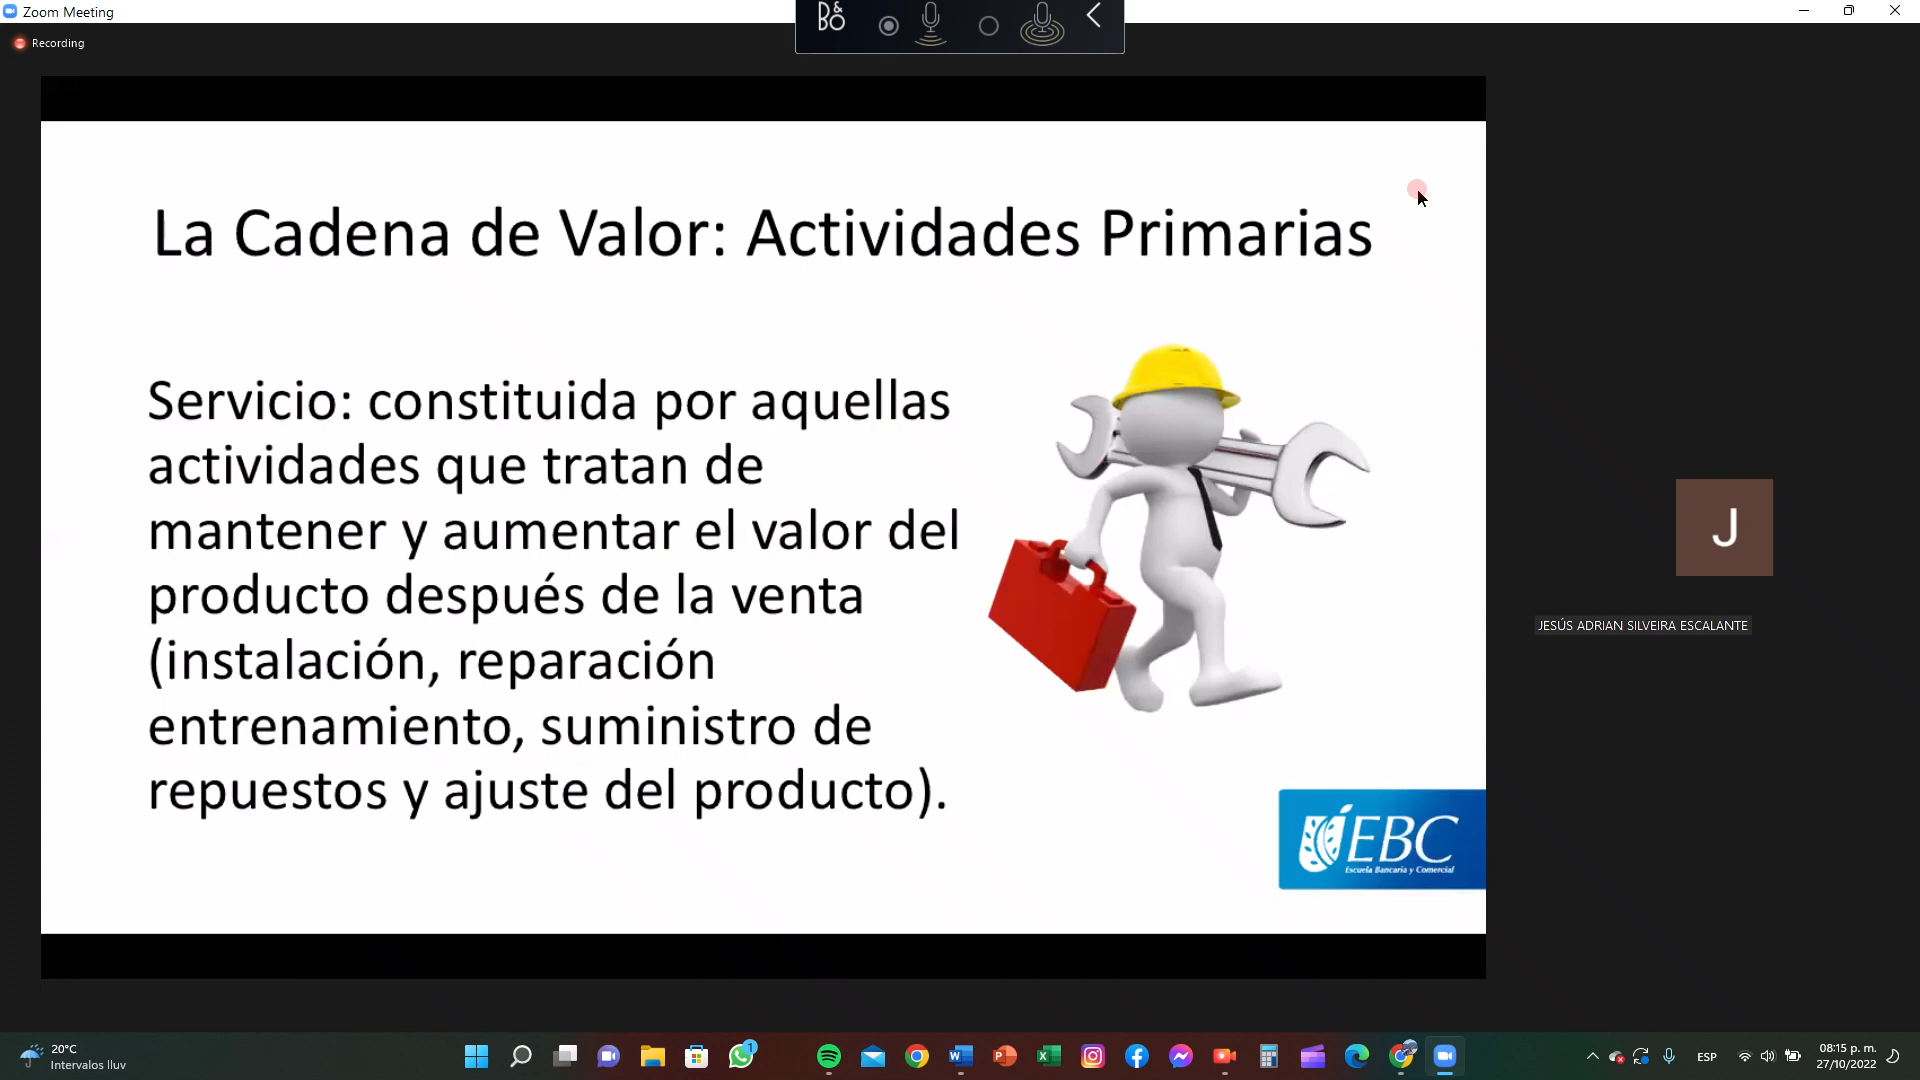 Zoom Meeting
B&O
Recording
La Cadena de Valor: Actividades Primarias
Servicio: constituida por aquellas
actividades que tratan de
mantener y aumentar el valor del
producto después de la venta
(instalación, reparación
entrenamiento, suministro de
repuestos y ajuste del producto).
EBC
Escuela Bancaria y Comercial
J
JESÚS ADRIAN SILVEIRA ESCALANTE
20°C
Intervalos lluv
1
W
P
X
ESP
08:15 p. m.
27/10/2022